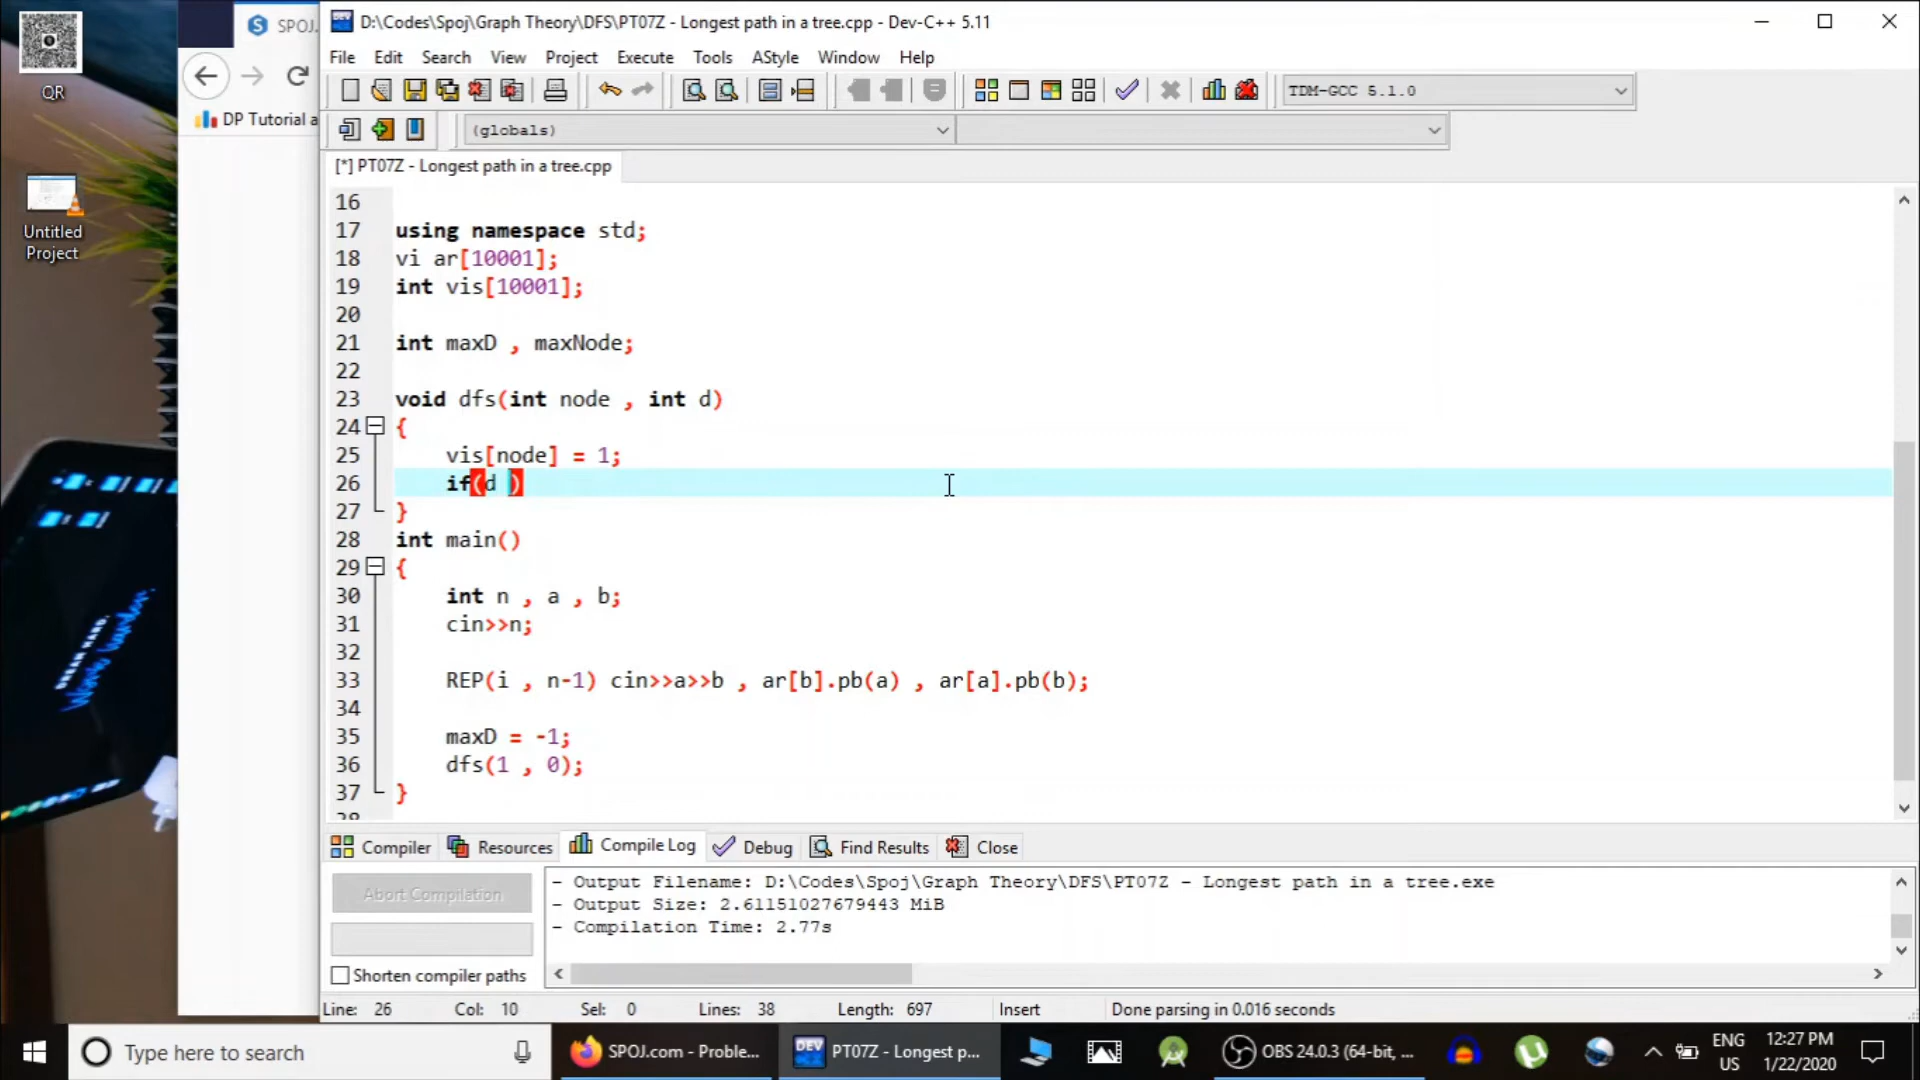 QR
Untitled
Project
SPOJ.
DP Tutorial a
D:\Codes\Spoj\Graph Theory\DFS\PT07Z - Longest path in a tree.cpp - Dev-C++ 5.11
File Edit Search View Project Execute Tools AStyle Window Help
TDM-GCC 5.1.0
(globals)
[*] PT07Z - Longest path in a tree.cpp
16
17 using namespace std;
18 vi ar[10001];
19 int vis[10001];
20
21 int maxD , maxNode;
22
23 void dfs(int node , int d)
24 {
25 vis[node] = 1;
26 if(d )
27 }
28 int main()
29 {
30 int n , a , b;
31 cin>>n;
32
33 REP(i , n-1) cin>>a>>b , ar[b].pb(a) , ar[a].pb(b);
34
35 maxD = -1;
36 dfs(1 , 0);
37 }
38
Compiler Resources Compile Log Debug Find Results Close
Abort Compilation
Shorten compiler paths
- Output Filename: D:\Codes\Spoj\Graph Theory\DFS\PT07Z - Longest path in a tree.exe
- Output Size: 2.61151027679443 MiB
- Compilation Time: 2.77s
Line: 26 Col: 10 Sel: 0 Lines: 38 Length: 697 Insert Done parsing in 0.016 seconds
Type here to search
SPOJ.com - Proble...
DEV
PT07Z - Longest p...
OBS 24.0.3 (64-bit, ...
ENG
US
12:27 PM
1/22/2020